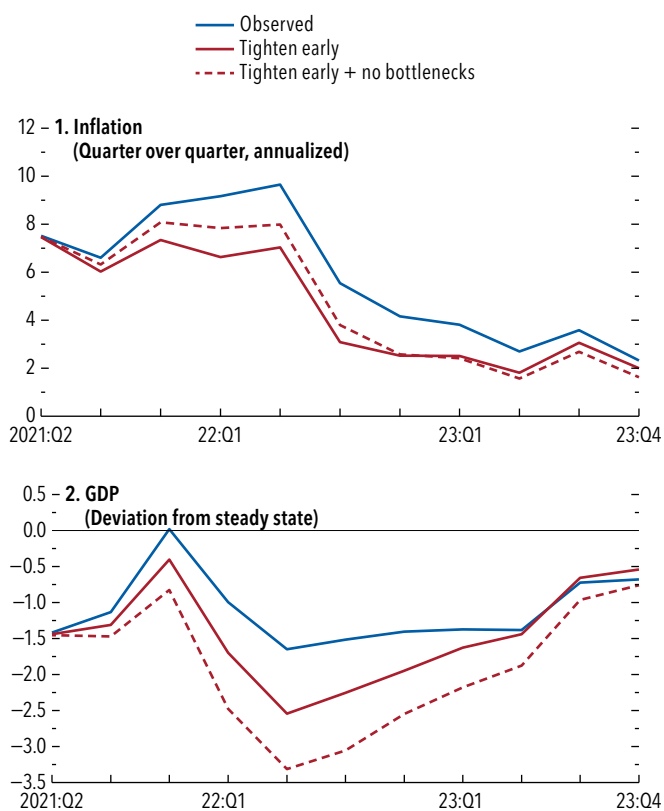 Observed
Tighten early
Tighten early + no bottlenecks
1. Inflation
(Quarter over quarter, annualized)
12
10
8
6
4
2
0
2021:Q2 22:Q1 23:Q1 23:Q4
2. GDP
(Deviation from steady state)
0.5
0.0
–0.5
–1.0
–1.5
–2.0
–2.5
–3.0
–3.5
2021:Q2 22:Q1 23:Q1 23:Q4